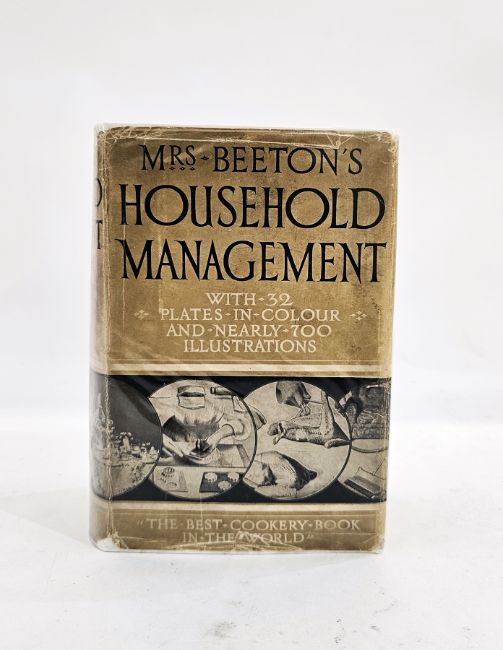 MRS · BEETON'S
HOUSEHOLD
MANAGEMENT
WITH · 32
PLATES · IN · COLOUR
AND · NEARLY · 700
ILLUSTRATIONS
"THE · BEST · COOKERY · BOOK
IN · THE · WORLD"